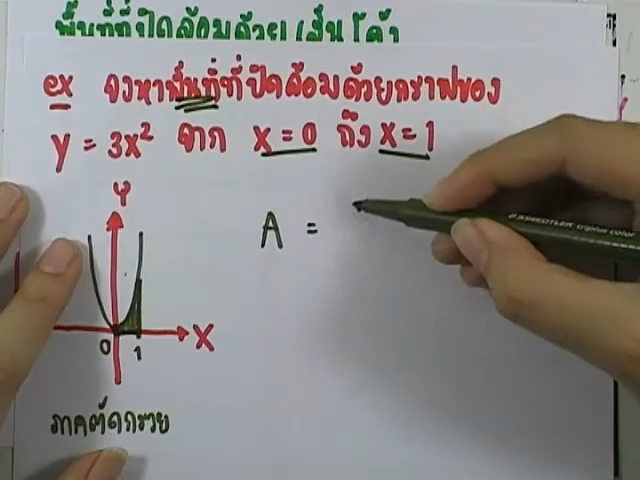 พื้นที่ที่ปิดล้อมด้วยเส้นโค้ง
ex จงหาพื้นที่ที่ปิดล้อมด้วยกราฟของ
y = 3x² จาก x = 0 ถึง x = 1
Y
A =
X
0 1
ภาคตัดกรวย
STAEDTLER triplus color